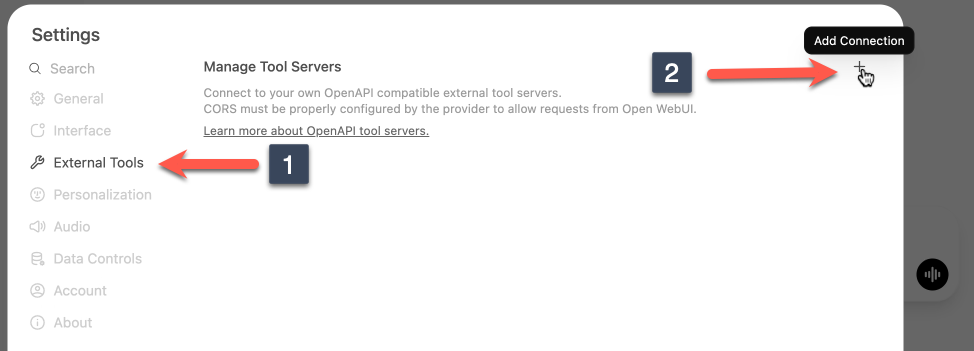 Settings
Add Connection
Search
Manage Tool Servers
2
General
Connect to your own OpenAPI compatible external tool servers.
CORS must be properly configured by the provider to allow requests from Open WebUI.
Interface
Learn more about OpenAPI tool servers.
External Tools
1
Personalization
Audio
Data Controls
Account
About